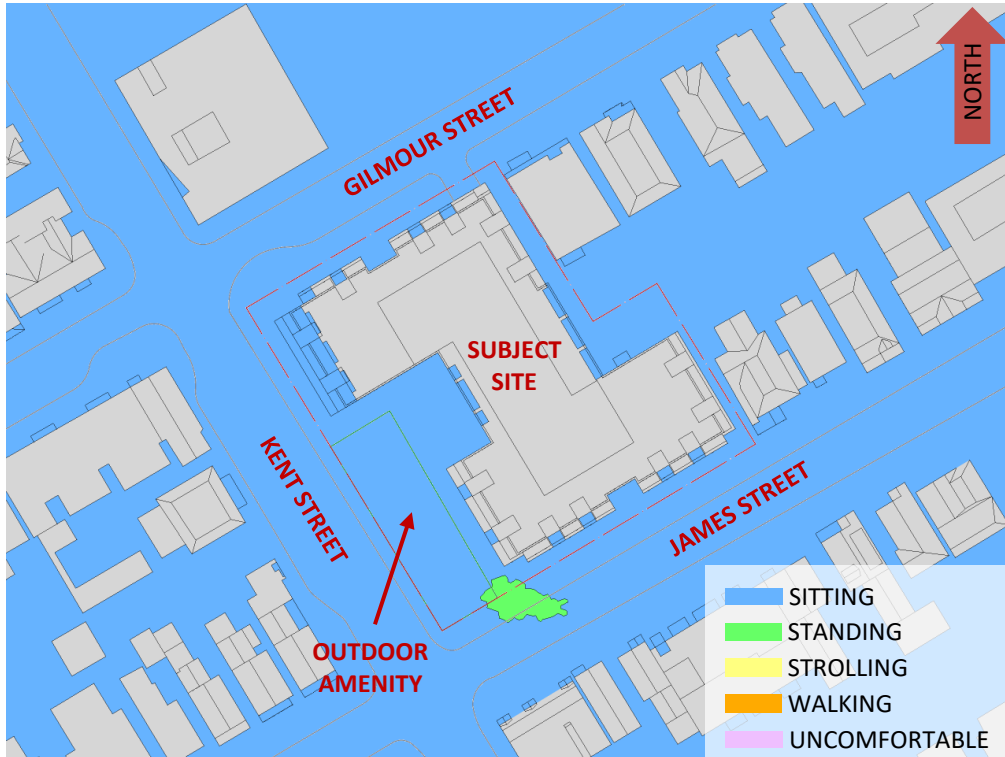 NORTH
GILMOUR STREET
SUBJECT
SITE
KENT STREET
JAMES STREET
OUTDOOR
AMENITY
SITTING
STANDING
STROLLING
WALKING
UNCOMFORTABLE